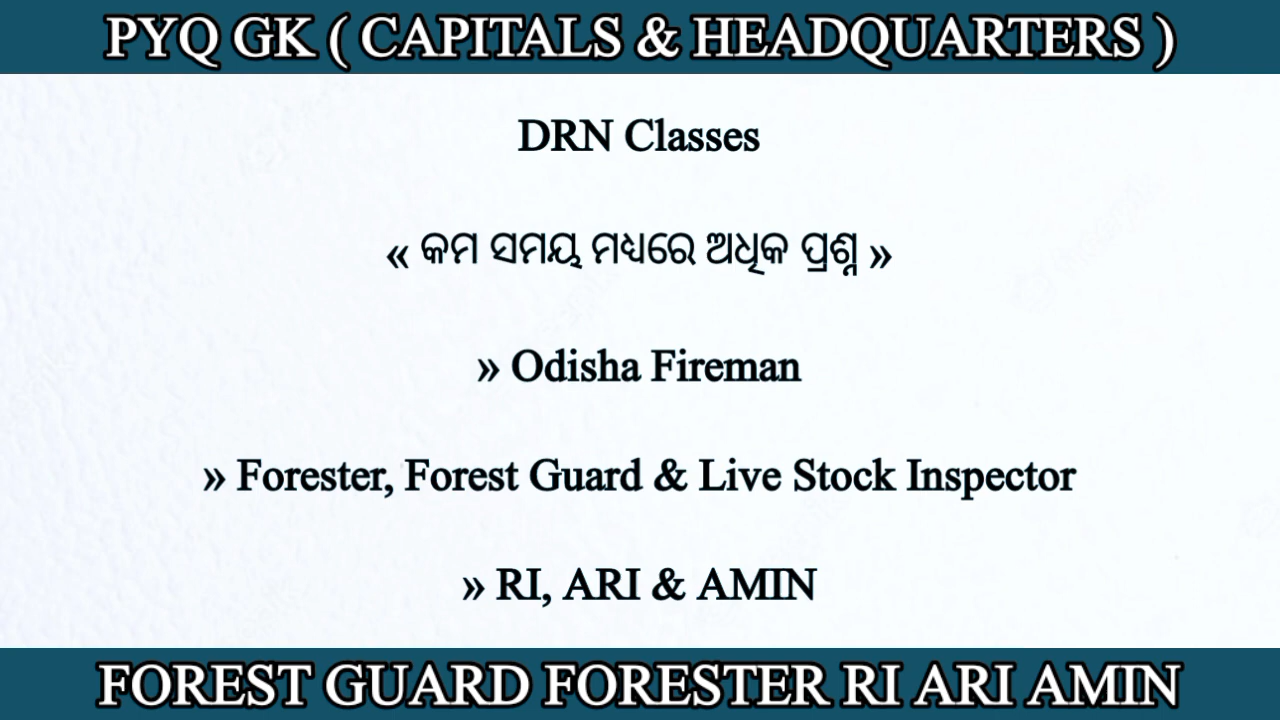 PYQ GK ( CAPITALS & HEADQUARTERS )
DRN Classes
« କମ ସମୟ ମଧ୍ୟରେ ଅଧିକ ପ୍ରଶ୍ନ »
» Odisha Fireman
» Forester, Forest Guard & Live Stock Inspector
» RI, ARI & AMIN
FOREST GUARD FORESTER RI ARI AMIN